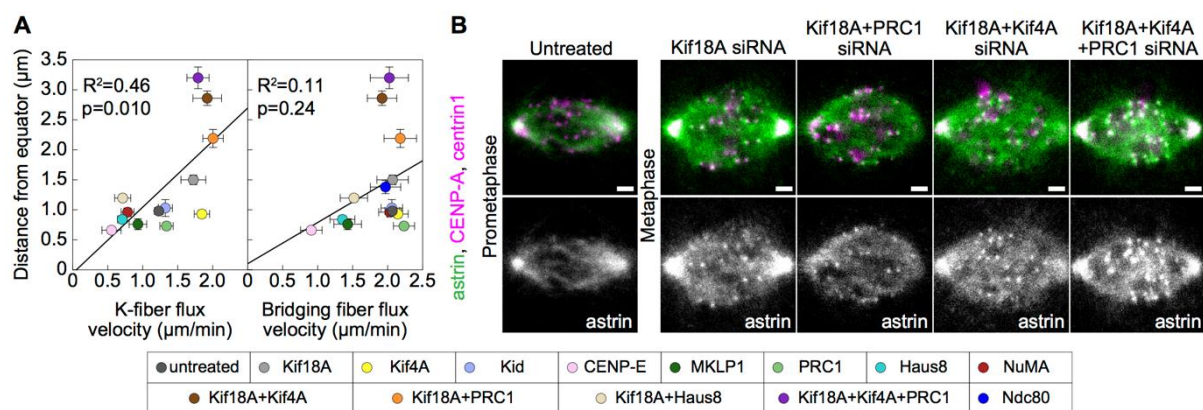 A
Distance from equator (μm)
3.5
3.0
2.5
2.0
1.5
1.0
0.5
0
R²=0.46
p=0.010
R²=0.11
p=0.24
0 0.5 1.0 1.5 2.0
0 0.5 1.0 1.5 2.0 2.5
K-fiber flux
velocity (μm/min)
Bridging fiber flux
velocity (μm/min)
B
astrin, CENP-A, centrin1
Prometaphase
Metaphase
Untreated
Kif18A siRNA
Kif18A+PRC1
siRNA
Kif18A+Kif4A
siRNA
Kif18A+Kif4A
+PRC1 siRNA
astrin
astrin
astrin
astrin
astrin
untreated Kif18A Kif4A Kid CENP-E MKLP1 PRC1 Haus8 NuMA
Kif18A+Kif4A Kif18A+PRC1 Kif18A+Haus8 Kif18A+Kif4A+PRC1 Ndc80